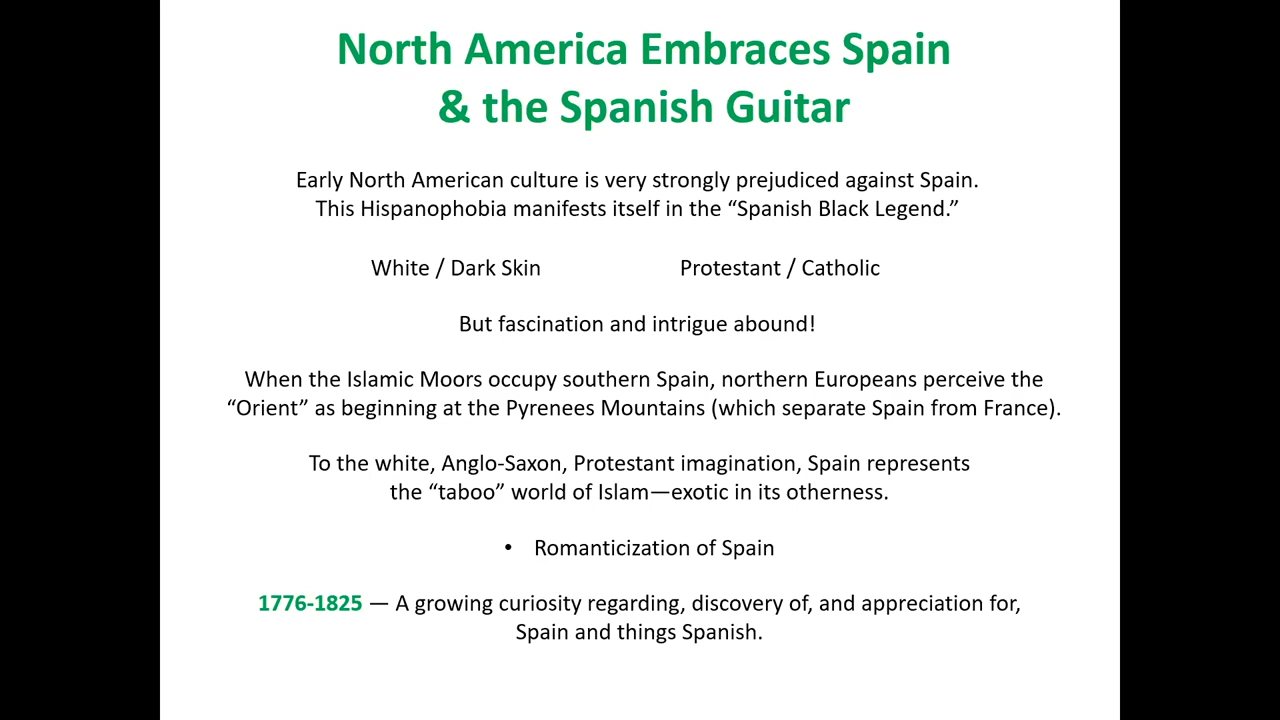 North America Embraces Spain
& the Spanish Guitar
Early North American culture is very strongly prejudiced against Spain.
This Hispanophobia manifests itself in the “Spanish Black Legend.”
White / Dark Skin Protestant / Catholic
But fascination and intrigue abound!
When the Islamic Moors occupy southern Spain, northern Europeans perceive the
“Orient” as beginning at the Pyrenees Mountains (which separate Spain from France).
To the white, Anglo-Saxon, Protestant imagination, Spain represents
the “taboo” world of Islam—exotic in its otherness.
• Romanticization of Spain
1776-1825 — A growing curiosity regarding, discovery of, and appreciation for,
Spain and things Spanish.